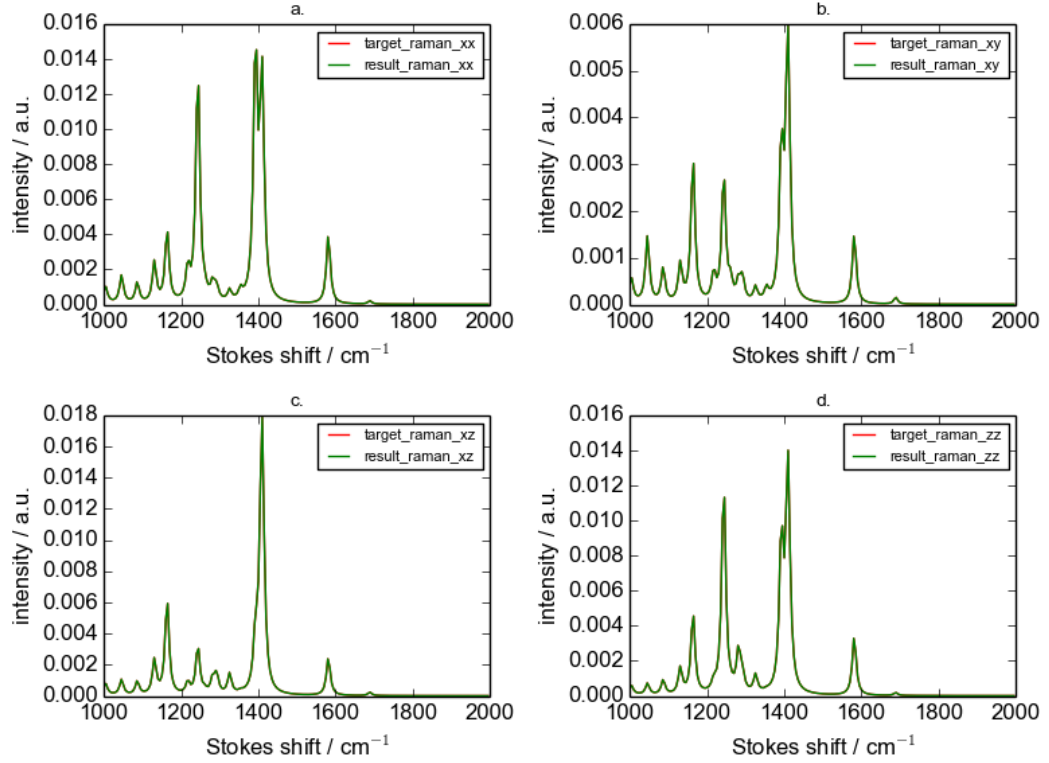 a.
0.016
0.014
0.012
0.010
0.008
0.006
0.004
0.002
0.000
intensity / a.u.
target_raman_xx
result_raman_xx
1000 1200 1400 1600 1800 2000
Stokes shift / cm⁻¹
b.
0.006
0.005
0.004
0.003
0.002
0.001
0.000
intensity / a.u.
target_raman_xy
result_raman_xy
1000 1200 1400 1600 1800 2000
Stokes shift / cm⁻¹
c.
0.018
0.016
0.014
0.012
0.010
0.008
0.006
0.004
0.002
0.000
intensity / a.u.
target_raman_xz
result_raman_xz
1000 1200 1400 1600 1800 2000
Stokes shift / cm⁻¹
d.
0.016
0.014
0.012
0.010
0.008
0.006
0.004
0.002
0.000
intensity / a.u.
target_raman_zz
result_raman_zz
1000 1200 1400 1600 1800 2000
Stokes shift / cm⁻¹